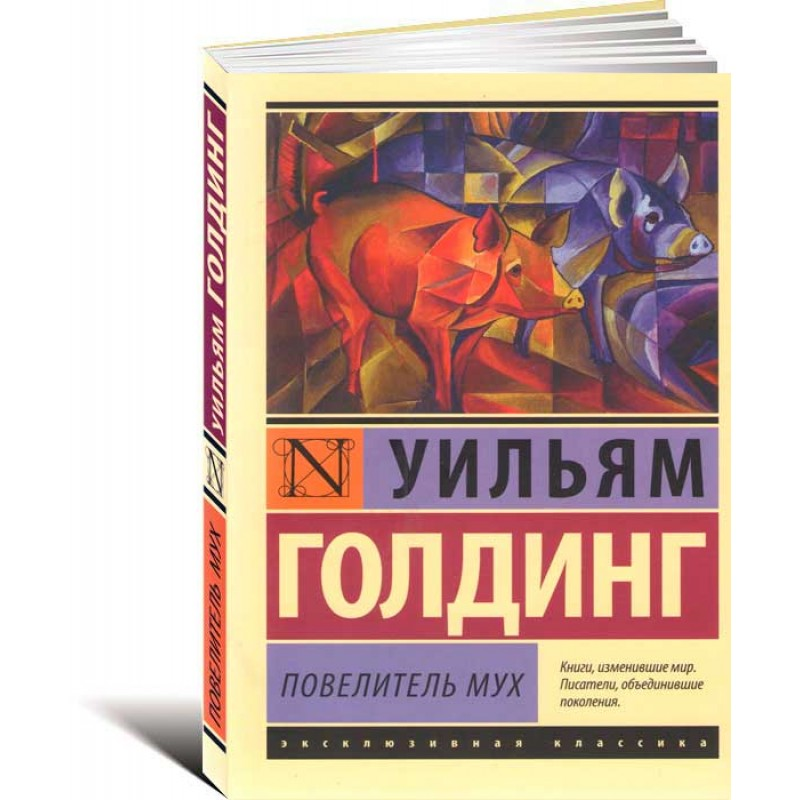 УИЛЬЯМ ГОЛДИНГ
N
ПОВЕЛИТЕЛЬ МУХ
N
УИЛЬЯМ
ГОЛДИНГ
ПОВЕЛИТЕЛЬ МУХ
Книги, изменившие мир.
Писатели, объединившие
поколения.
эксклюзивная классика